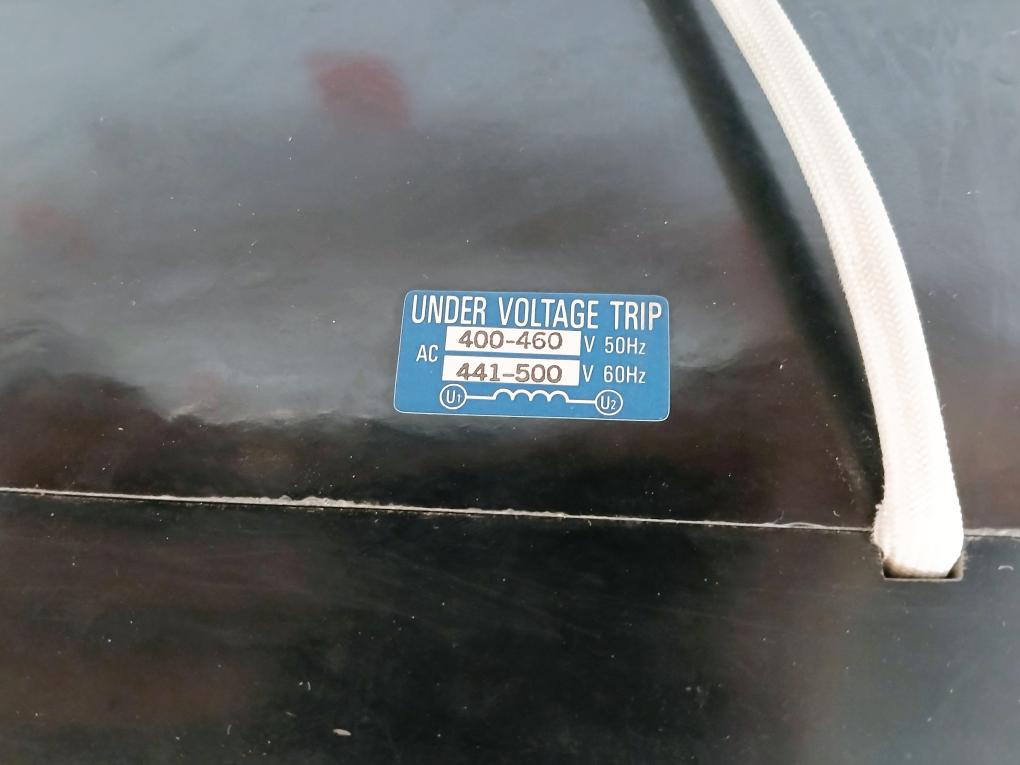 UNDER VOLTAGE TRIP
AC 400-460 V 50Hz
441-500 V 60Hz
U1 U2